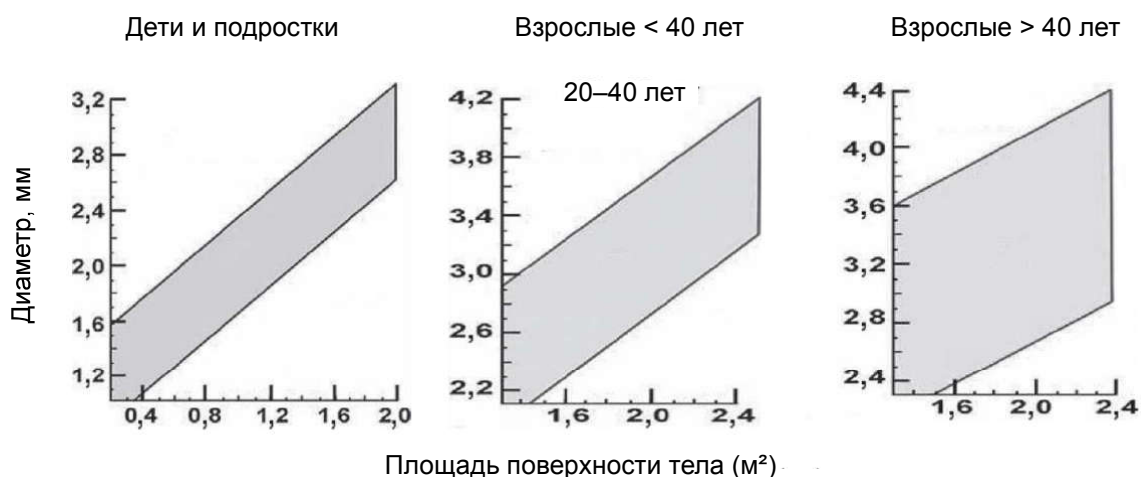 Дети и подростки
Взрослые < 40 лет
Взрослые > 40 лет
20–40 лет
Диаметр, мм
3,2
2,8
2,4
2,0
1,6
1,2
0,4 0,8 1,2 1,6 2,0
4,2
3,8
3,4
3,0
2,6
2,2
1,6 2,0 2,4
4,4
4,0
3,6
3,2
2,8
2,4
1,6 2,0 2,4
Площадь поверхности тела (м²)